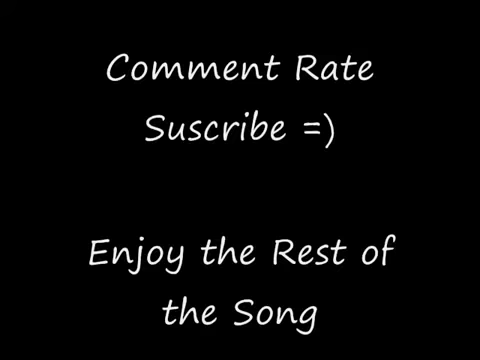 Comment Rate
Suscribe =)
Enjoy the Rest of
the Song